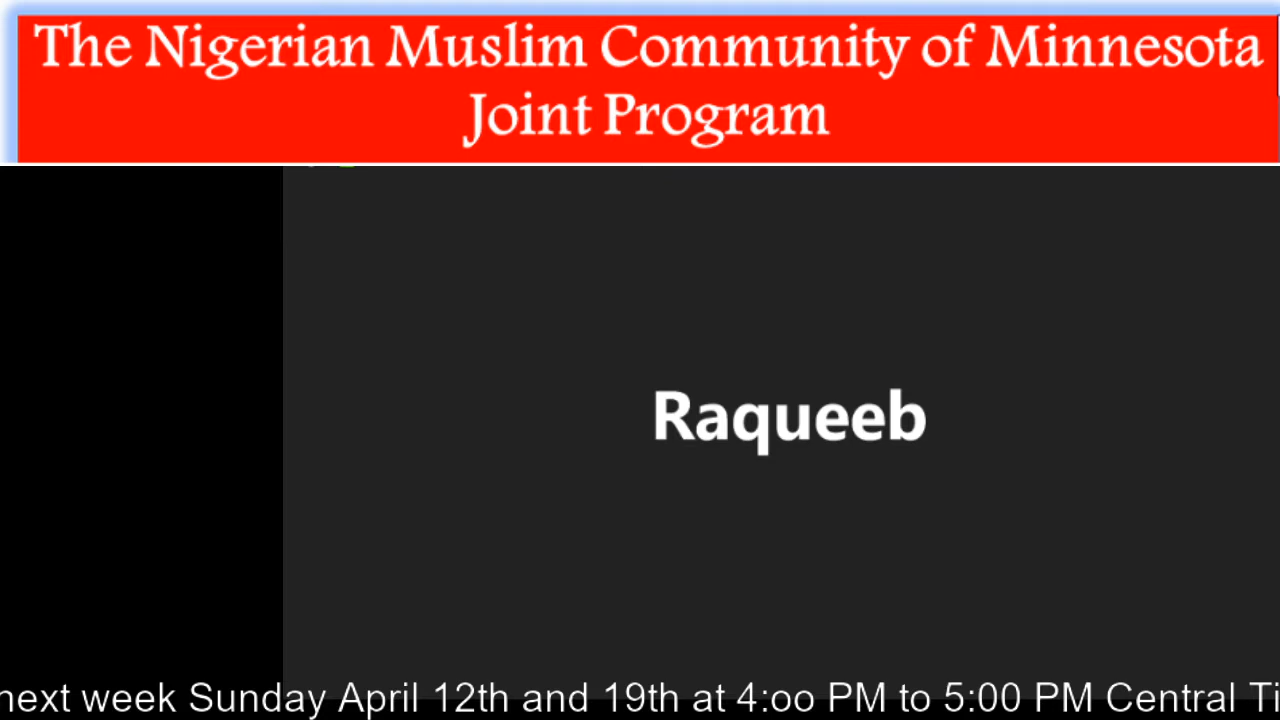 The Nigerian Muslim Community of Minnesota
Joint Program
Raqueeb
next week Sunday April 12th and 19th at 4:oo PM to 5:00 PM Central